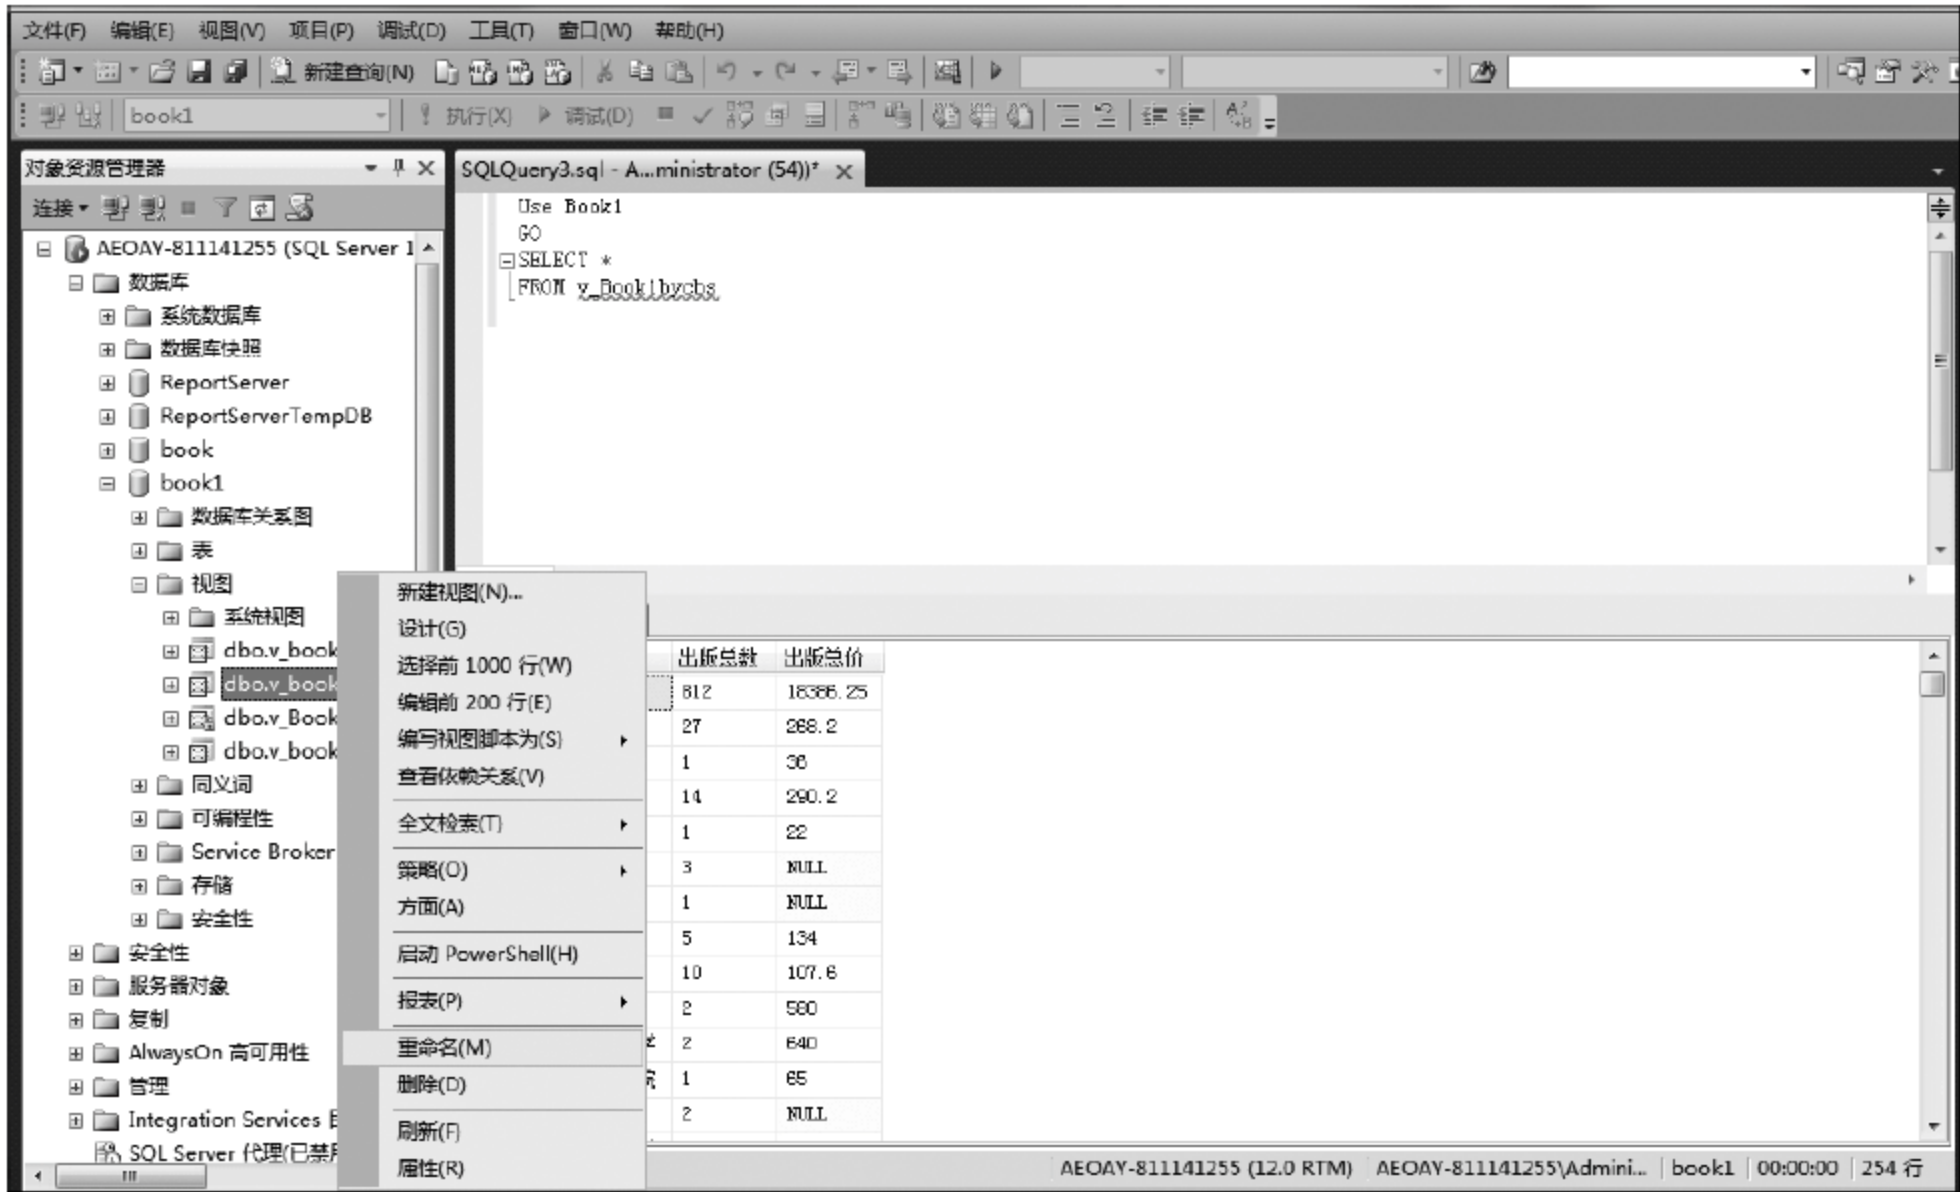 文件(F) 编辑(E) 视图(V) 项目(P) 调试(D) 工具(T) 窗口(W) 帮助(H)
新建查询(N)
book1 执行(X) 调试(D)
对象资源管理器
连接
AEOAY-811141255 (SQL Server 1
数据库
系统数据库
数据库快照
ReportServer
ReportServerTempDB
book
book1
数据库关系图
表
视图
系统视图
dbo.v_book
dbo.v_book
dbo.v_Book
dbo.v_book
同义词
可编程性
Service Broker
存储
安全性
安全性
服务器对象
复制
AlwaysOn 高可用性
管理
Integration Services
SQL Server 代理(已禁用
SQLQuery3.sql - A...ministrator (54))*
Use Book1
GO
SELECT *
FROM v_Book1bycbs
新建视图(N)...
设计(G)
选择前 1000 行(W)
编辑前 200 行(E)
编写视图脚本为(S)
查看依赖关系(V)
全文检索(T)
策略(O)
方面(A)
启动 PowerShell(H)
报表(P)
重命名(M)
删除(D)
刷新(F)
属性(R)
出版总数 出版总价
812 18386.25
27 268.2
1 36
14 290.2
1 22
3 NULL
1 NULL
5 134
10 107.6
2 580
2 640
院 1 65
2 NULL
AEOAY-811141255 (12.0 RTM) AEOAY-811141255\Admini... book1 00:00:00 254 行